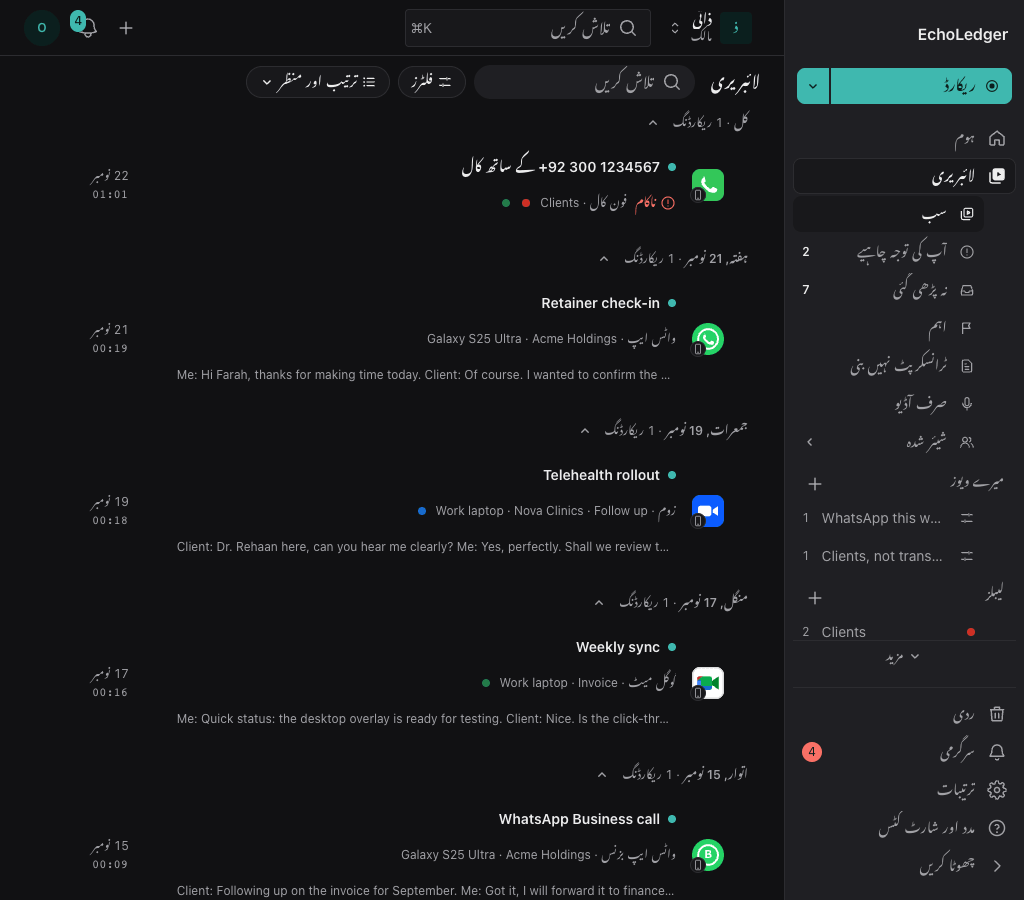 EchoLedger
ریکارڈ
ہوم
لائبریری
سب
آپ کی توجہ چاہیے 2
نہ پڑھی گئی 7
اہم
ٹرانسکرپٹ نہیں بنی
صرف آڈیو
شیئر شدہ
میرے ویوز
WhatsApp this w... 1
Clients, not trans... 1
لیبلز
Clients 2
مزید
ردی
سرگرمی 4
ترتیبات
مدد اور شارٹ کٹس
چھوٹا کریں
ذ
ذاتی
مالک
تلاش کریں ⌘K
4
O
لائبریری
تلاش کریں
فلٹرز
ترتیب اور منظر
کل · 1 ریکارڈنگ
+92 300 1234567 کے ساتھ کال
ناکام فون کال · Clients
22 نومبر
01:01
ہفتہ, 21 نومبر · 1 ریکارڈنگ
Retainer check-in
واٹس ایپ · Galaxy S25 Ultra · Acme Holdings
Me: Hi Farah, thanks for making time today. Client: Of course. I wanted to confirm the ...
21 نومبر
00:19
جمعرات, 19 نومبر · 1 ریکارڈنگ
Telehealth rollout
زوم · Work laptop · Nova Clinics · Follow up
Client: Dr. Rehaan here, can you hear me clearly? Me: Yes, perfectly. Shall we review t...
19 نومبر
00:18
منگل, 17 نومبر · 1 ریکارڈنگ
Weekly sync
گوگل میٹ · Work laptop · Invoice
Me: Quick status: the desktop overlay is ready for testing. Client: Nice. Is the click-thr...
17 نومبر
00:16
اتوار, 15 نومبر · 1 ریکارڈنگ
WhatsApp Business call
واٹس ایپ بزنس · Galaxy S25 Ultra · Acme Holdings
Client: Following up on the invoice for September. Me: Got it, I will forward it to finance...
15 نومبر
00:09